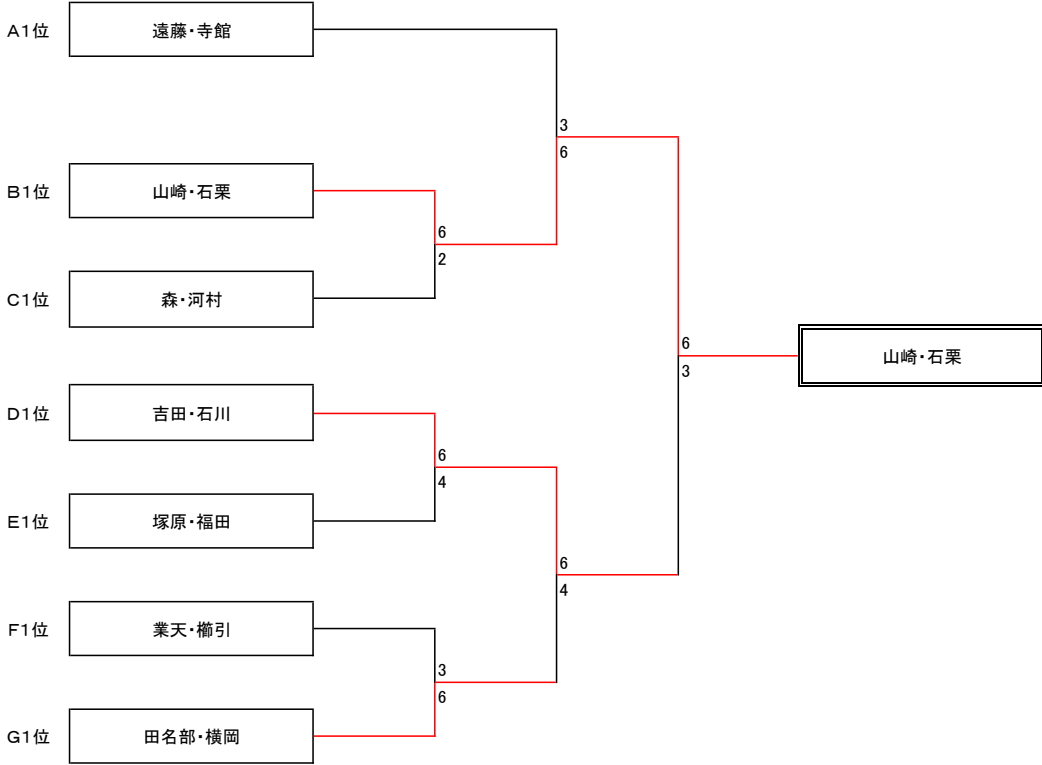 A1位 遠藤・寺館
3
6
B1位 山崎・石栗
6
2
C1位 森・河村
6
3
山崎・石栗
D1位 吉田・石川
6
4
E1位 塚原・福田
6
4
F1位 業天・櫛引
3
6
G1位 田名部・横岡